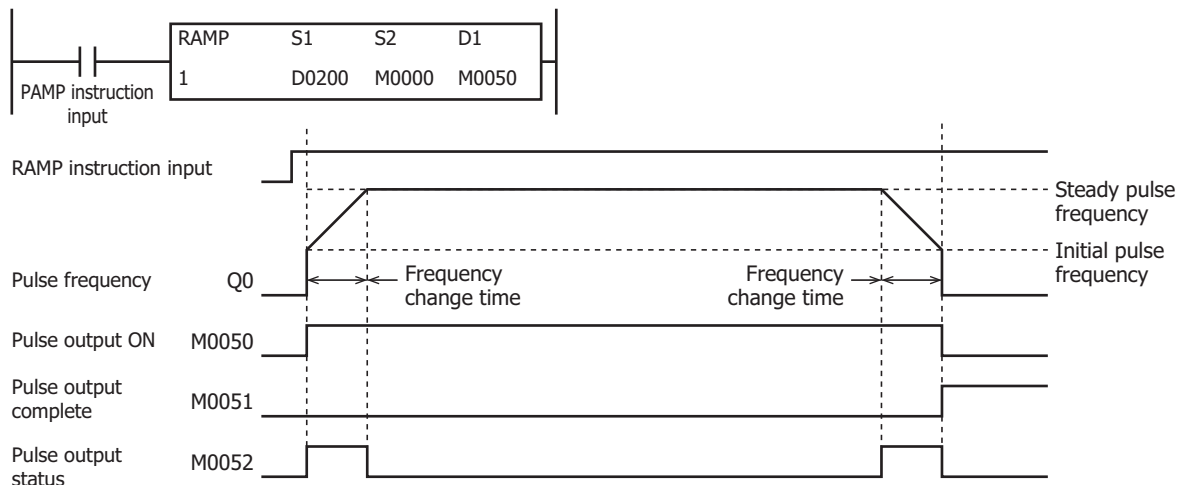 RAMP S1 S2 D1
1 D0200 M0000 M0050
PAMP instruction
input
RAMP instruction input
Steady pulse
frequency
Initial pulse
frequency
Pulse frequency Q0
Frequency
change time
Frequency
change time
Pulse output ON M0050
Pulse output
complete
M0051
Pulse output
status
M0052